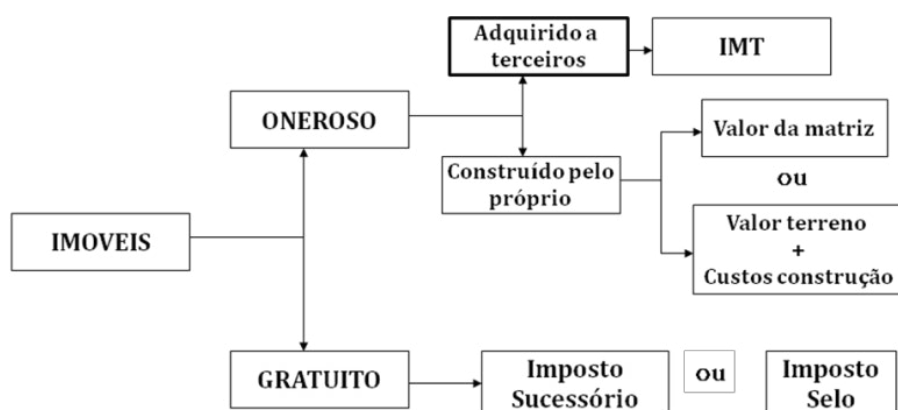 Adquirido a
terceiros
IMT
ONEROSO
Valor da matriz
Construído pelo
próprio
ou
IMOVEIS
Valor terreno
+
Custos construção
GRATUITO
Imposto
Sucessório
ou
Imposto
Selo